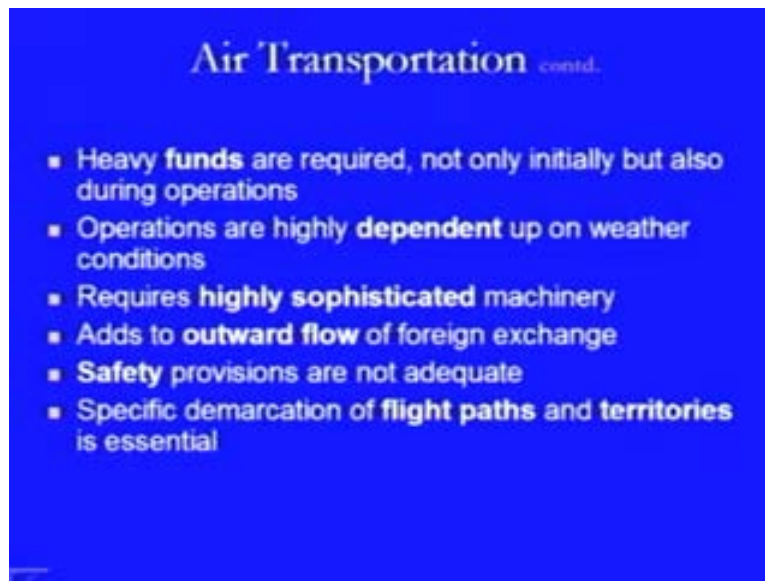 Air Transportation contd.
Heavy funds are required, not only initially but also
during operations
Operations are highly dependent up on weather
conditions
Requires highly sophisticated machinery
Adds to outward flow of foreign exchange
Safety provisions are not adequate
Specific demarcation of flight paths and territories
is essential